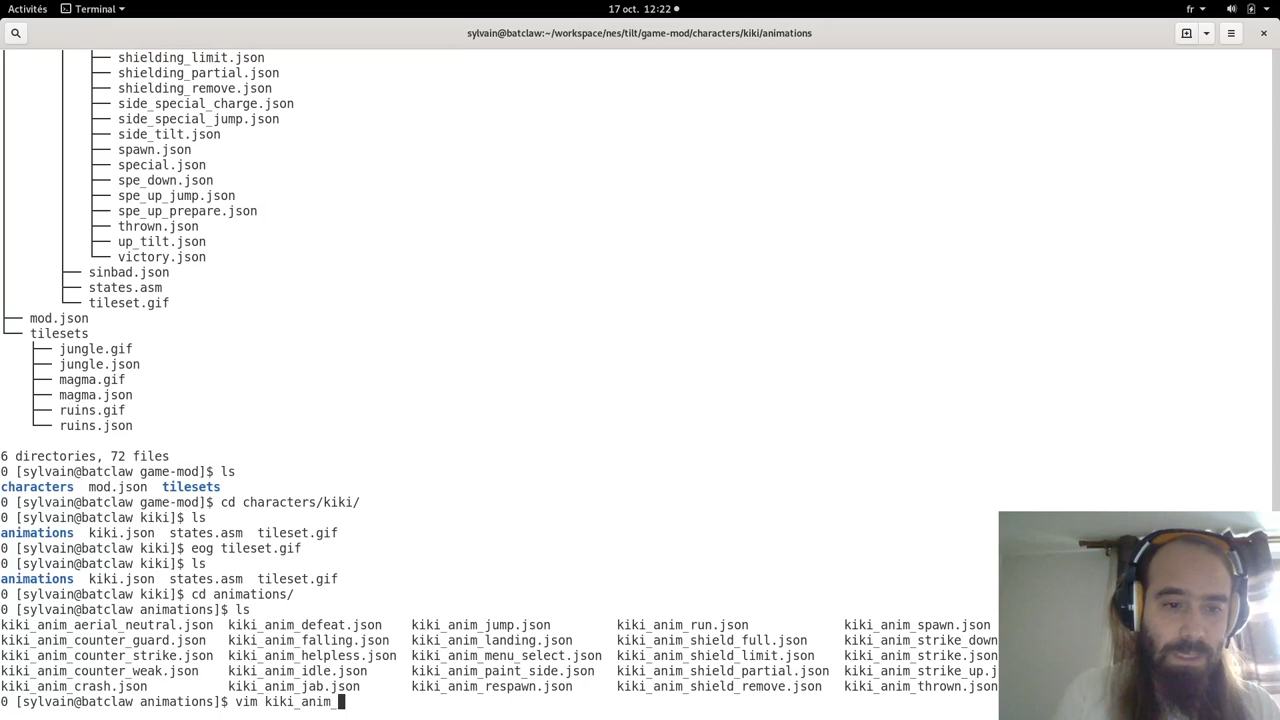 Activités Terminal 17 oct. 12:22 fr
sylvain@batclaw:~/workspace/nes/tilt/game-mod/characters/kiki/animations
├── shielding_limit.json
├── shielding_partial.json
├── shielding_remove.json
├── side_special_charge.json
├── side_special_jump.json
├── side_tilt.json
├── spawn.json
├── special.json
├── spe_down.json
├── spe_up_jump.json
├── spe_up_prepare.json
├── thrown.json
├── up_tilt.json
└── victory.json
├── sinbad.json
├── states.asm
└── tileset.gif
├── mod.json
└── tilesets
├── jungle.gif
├── jungle.json
├── magma.gif
├── magma.json
├── ruins.gif
└── ruins.json
6 directories, 72 files
0 [sylvain@batclaw game-mod]$ ls
characters mod.json tilesets
0 [sylvain@batclaw game-mod]$ cd characters/kiki/
0 [sylvain@batclaw kiki]$ ls
animations kiki.json states.asm tileset.gif
0 [sylvain@batclaw kiki]$ eog tileset.gif
0 [sylvain@batclaw kiki]$ ls
animations kiki.json states.asm tileset.gif
0 [sylvain@batclaw kiki]$ cd animations/
0 [sylvain@batclaw animations]$ ls
kiki_anim_aerial_neutral.json kiki_anim_defeat.json kiki_anim_jump.json kiki_anim_run.json kiki_anim_spawn.json
kiki_anim_counter_guard.json kiki_anim_falling.json kiki_anim_landing.json kiki_anim_shield_full.json kiki_anim_strike_down
kiki_anim_counter_strike.json kiki_anim_helpless.json kiki_anim_menu_select.json kiki_anim_shield_limit.json kiki_anim_strike.json
kiki_anim_counter_weak.json kiki_anim_idle.json kiki_anim_paint_side.json kiki_anim_shield_partial.json kiki_anim_strike_up.j
kiki_anim_crash.json kiki_anim_jab.json kiki_anim_respawn.json kiki_anim_shield_remove.json kiki_anim_thrown.json
0 [sylvain@batclaw animations]$ vim kiki_anim_